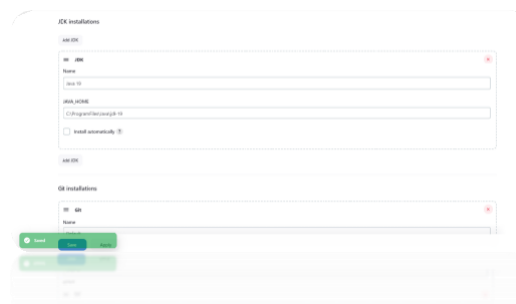 JDK installations
Add JDK
JDK
Name
Java 10
JAVA_HOME
Install automatically ?
Add JDK
Git installations
Git
Name
Saved
Save
Apply